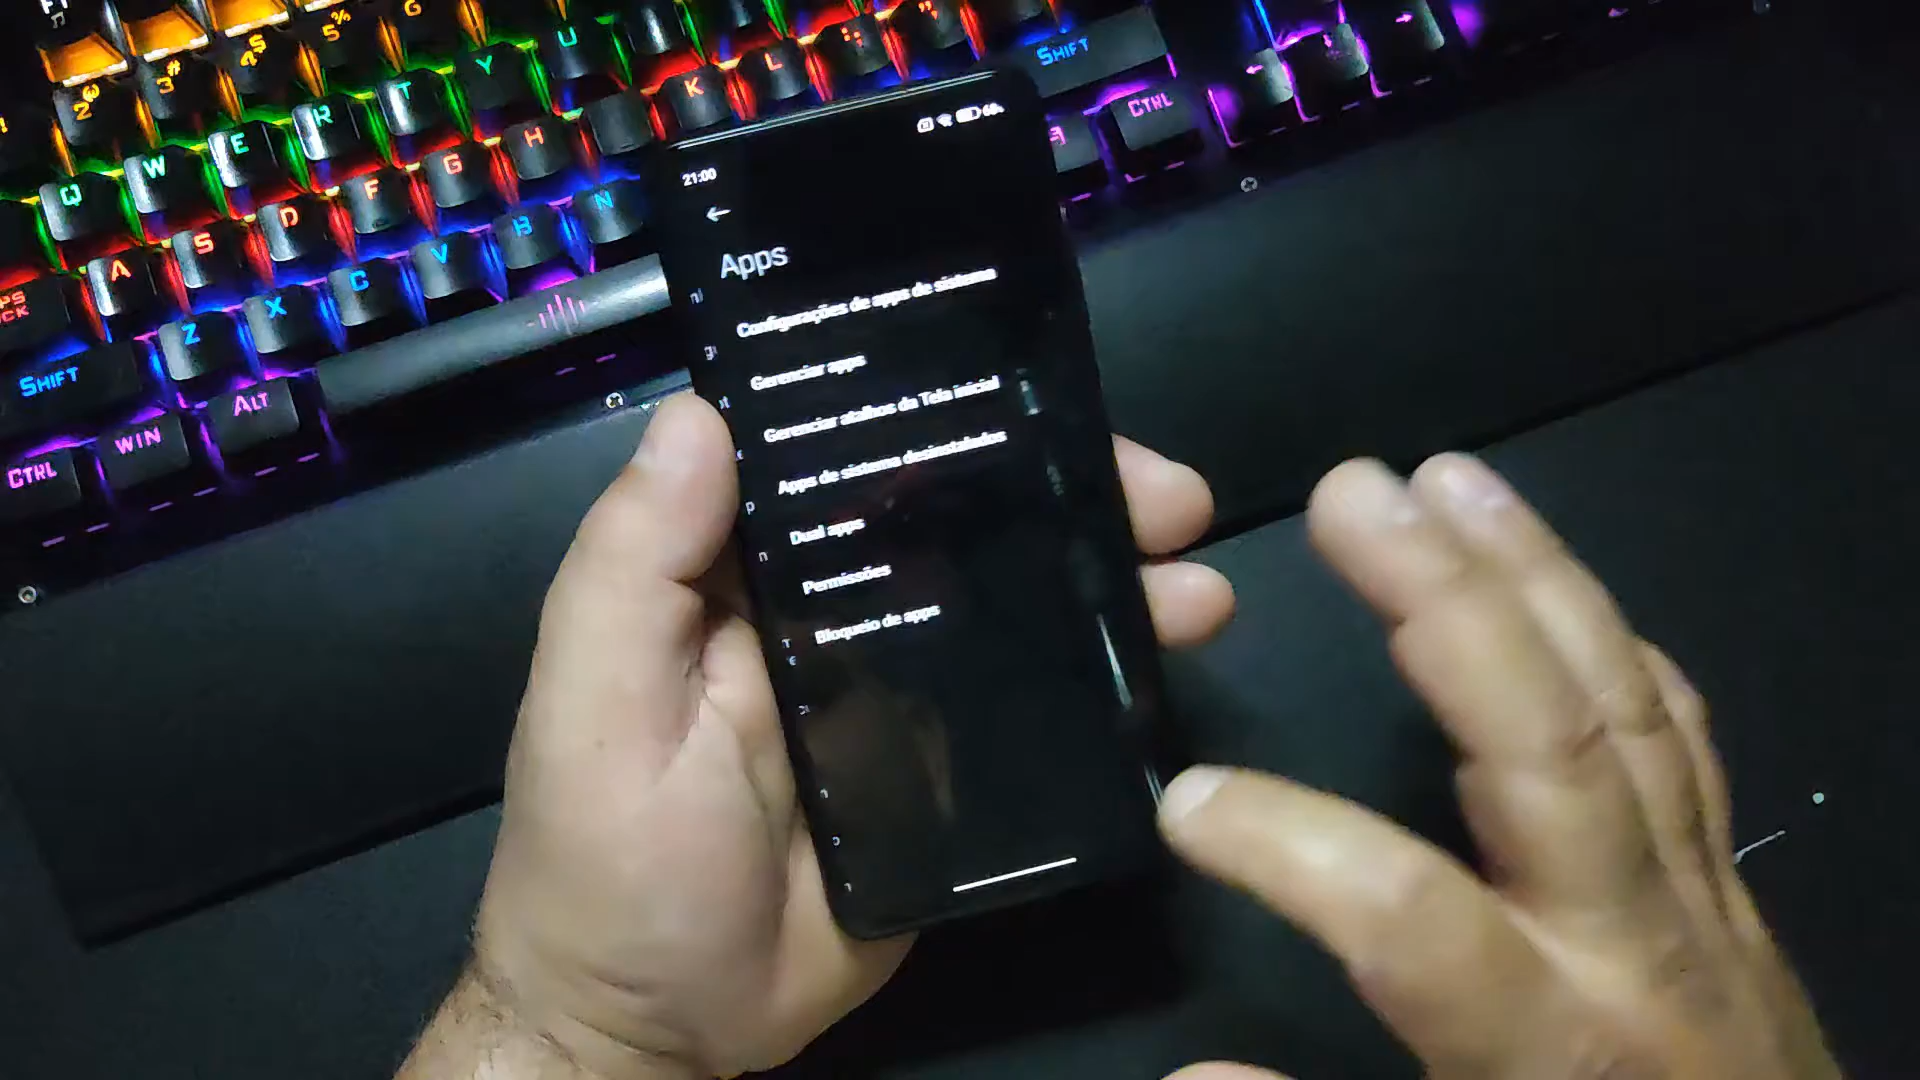 5%
G
4$
U
3#
Y
L
SHIFT
2
T
K
R
CTRL
E
H
W
G
Q
F
N
D
B
S
V
A
C
X
Z
SHIFT
ALT
WIN
CTRL
21:00
Apps
Configurações de apps de sistema
Gerenciar apps
Gerenciar atalhos da Tela inicial
Apps de sistema desinstalados
Dual apps
Permissões
Bloqueio de apps